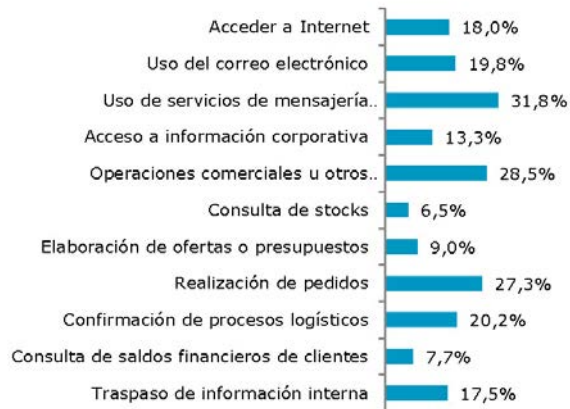 Acceder a Internet 18,0%
Uso del correo electrónico 19,8%
Uso de servicios de mensajería.. 31,8%
Acceso a información corporativa 13,3%
Operaciones comerciales u otros.. 28,5%
Consulta de stocks 6,5%
Elaboración de ofertas o presupuestos 9,0%
Realización de pedidos 27,3%
Confirmación de procesos logísticos 20,2%
Consulta de saldos financieros de clientes 7,7%
Traspaso de información interna 17,5%